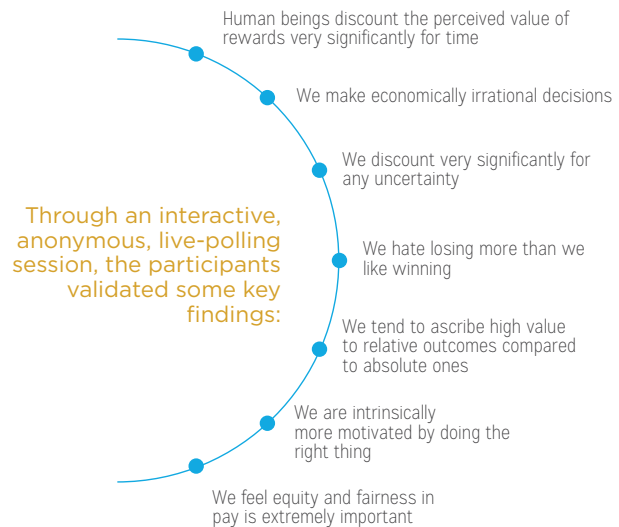 Human beings discount the perceived value of
rewards very significantly for time
We make economically irrational decisions
We discount very significantly for
any uncertainty
Through an interactive,
anonymous, live-polling
session, the participants
validated some key
findings:
We hate losing more than we
like winning
We tend to ascribe high value
to relative outcomes compared
to absolute ones
We are intrinsically
more motivated by doing the
right thing
We feel equity and fairness in
pay is extremely important